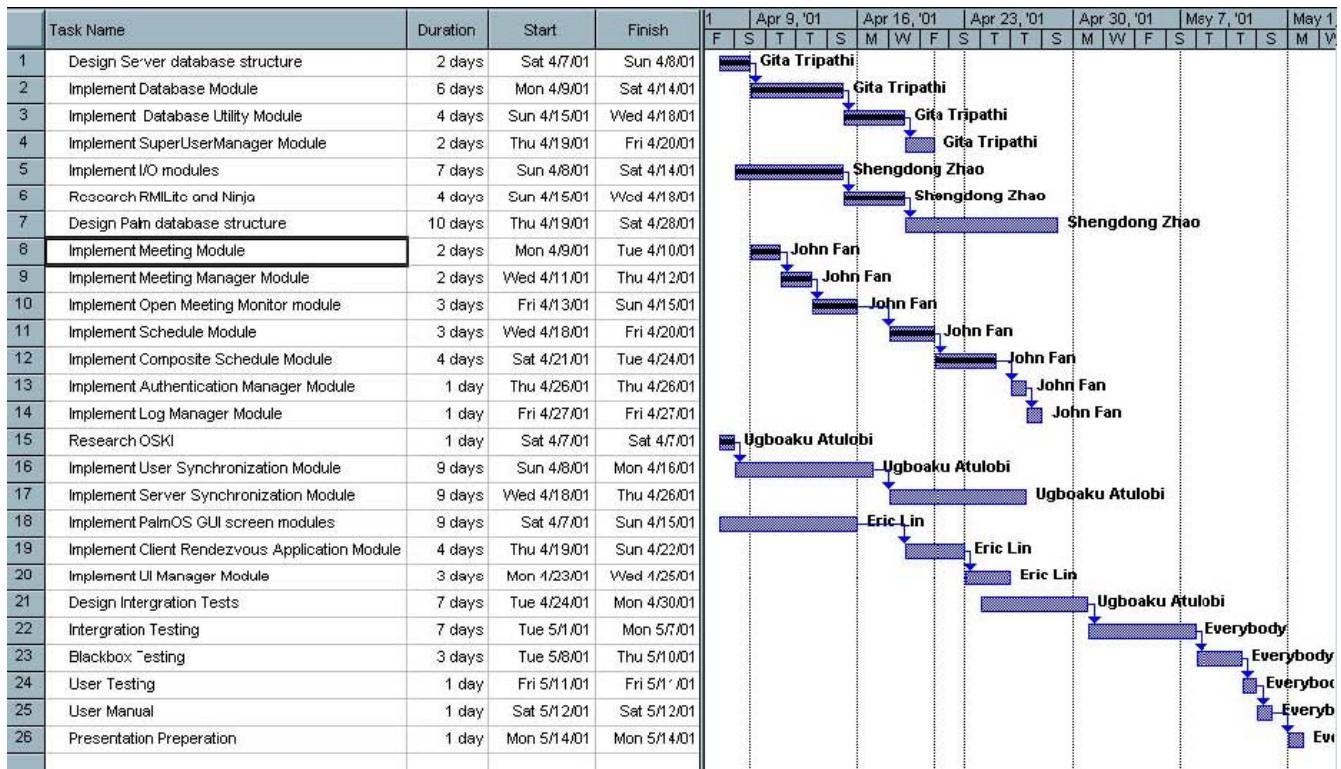 Task Name Duration Start Finish 1 Apr 9, '01 Apr 16, '01 Apr 23, '01 Apr 30, '01 May 7, '01 May 1
F S T T S M W F S T T S M W F S T T S M
1 Design Server database structure 2 days Sat 4/7/01 Sun 4/8/01 Gita Tripathi
2 Implement Database Module 6 days Mon 4/9/01 Sat 4/14/01 Gita Tripathi
3 Implement Database Utility Module 4 days Sun 4/15/01 Wed 4/18/01 Gita Tripathi
4 Implement SuperUserManager Module 2 days Thu 4/19/01 Fri 4/20/01 Gita Tripathi
5 Implement I/O modules 7 days Sun 4/8/01 Sat 4/14/01 Shengdong Zhao
6 Research RMILite and Ninja 4 days Sun 4/15/01 Wed 4/18/01 Shengdong Zhao
7 Design Palm database structure 10 days Thu 4/19/01 Sat 4/28/01 Shengdong Zhao
8 Implement Meeting Module 2 days Mon 4/9/01 Tue 4/10/01 John Fan
9 Implement Meeting Manager Module 2 days Wed 4/11/01 Thu 4/12/01 John Fan
10 Implement Open Meeting Monitor module 3 days Fri 4/13/01 Sun 4/15/01 John Fan
11 Implement Schedule Module 3 days Wed 4/18/01 Fri 4/20/01 John Fan
12 Implement Composite Schedule Module 4 days Sat 4/21/01 Tue 4/24/01 John Fan
13 Implement Authentication Manager Module 1 day Thu 4/26/01 Thu 4/26/01 John Fan
14 Implement Log Manager Module 1 day Fri 4/27/01 Fri 4/27/01 John Fan
15 Research OSKI 1 day Sat 4/7/01 Sat 4/7/01 Ugboaku Atulobi
16 Implement User Synchronization Module 9 days Sun 4/8/01 Mon 4/16/01 Ugboaku Atulobi
17 Implement Server Synchronization Module 9 days Wed 4/18/01 Thu 4/26/01 Ugboaku Atulobi
18 Implement PalmOS GUI screen modules 9 days Sat 4/7/01 Sun 4/15/01 Eric Lin
19 Implement Client Rendezvous Application Module 4 days Thu 4/19/01 Sun 4/22/01 Eric Lin
20 Implement UI Manager Module 3 days Mon 4/23/01 Wed 4/25/01 Eric Lin
21 Design Intergration Tests 7 days Tue 4/24/01 Mon 4/30/01 Ugboaku Atulobi
22 Intergration Testing 7 days Tue 5/1/01 Mon 5/7/01 Everybody
23 Blackbox Testing 3 days Tue 5/8/01 Thu 5/10/01 Everybody
24 User Testing 1 day Fri 5/11/01 Fri 5/11/01 Everyboc
25 User Manual 1 day Sat 5/12/01 Sat 5/12/01 Everyb
26 Presentation Preperation 1 day Mon 5/14/01 Mon 5/14/01 Eve